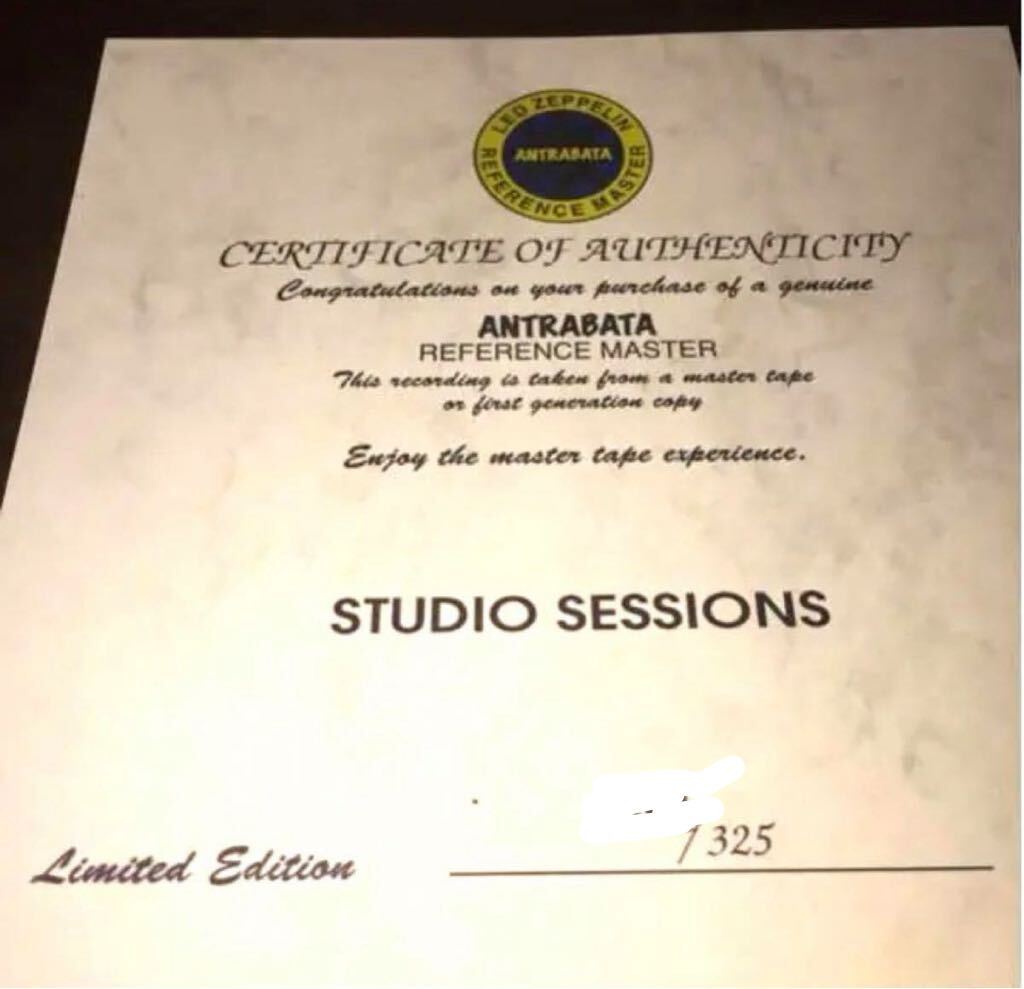 LED ZEPPELIN
ANTRABATA
REFERENCE MASTER
CERTIFICATE OF AUTHENTICITY
Congratulations on your purchase of a genuine
ANTRABATA
REFERENCE MASTER
This recording is taken from a master tape
or first generation copy
Enjoy the master tape experience.
STUDIO SESSIONS
Limited Edition /325